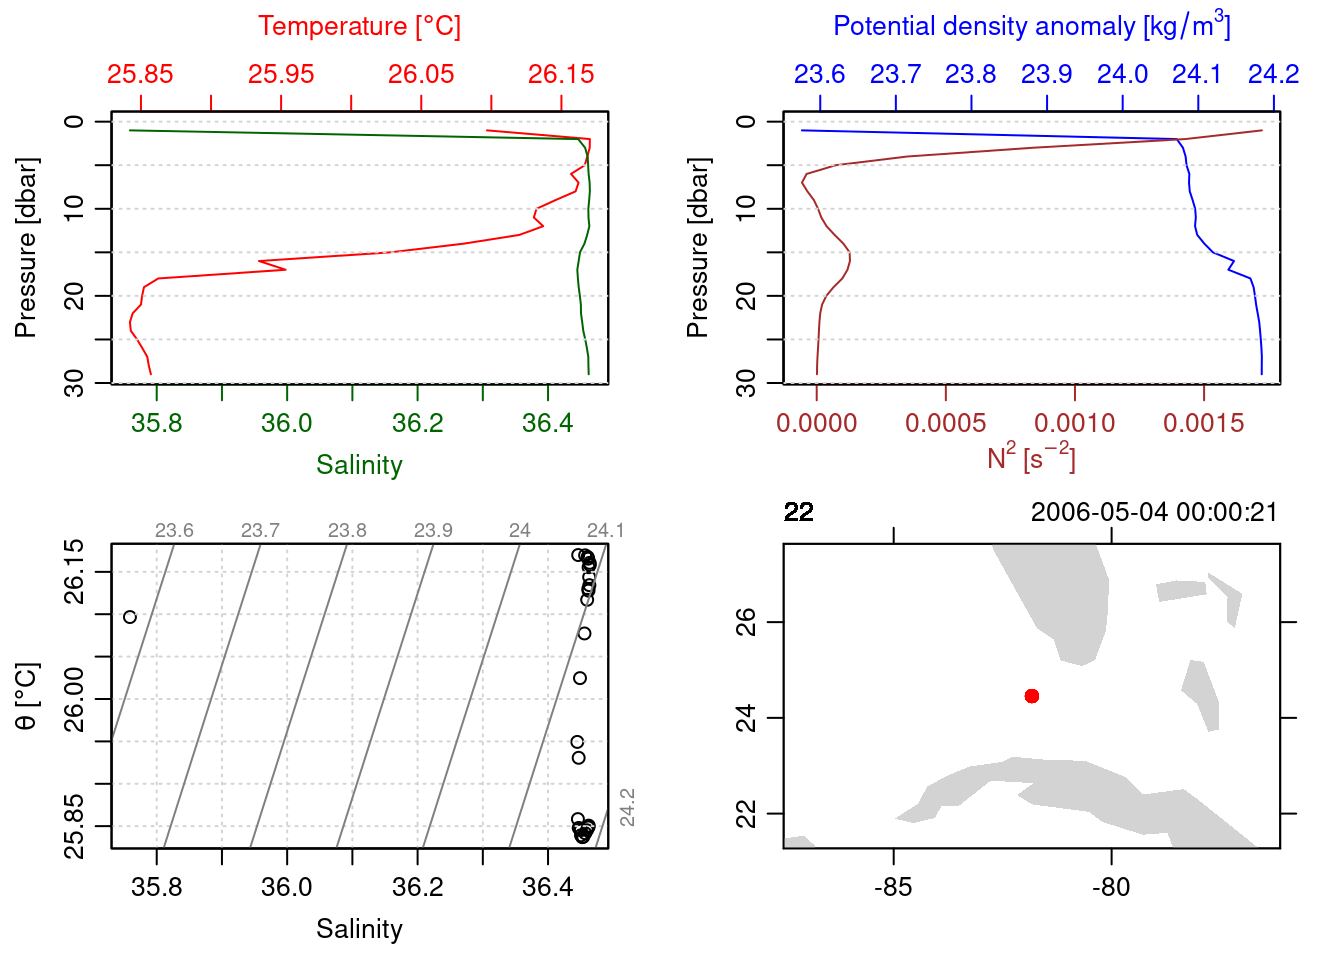 Temperature [°C]
25.85 25.95 26.05 26.15
Pressure [dbar]
0 10 20 30
35.8 36.0 36.2 36.4
Salinity
Potential density anomaly [kg/m³]
23.6 23.7 23.8 23.9 24.0 24.1 24.2
Pressure [dbar]
0 10 20 30
0.0000 0.0005 0.0010 0.0015
N² [s⁻²]
23.6 23.7 23.8 23.9 24 24.1
24.2
θ [°C]
26.15 26.00 25.85
35.8 36.0 36.2 36.4
Salinity
22 2006-05-04 00:00:21
26 24 22
-85 -80